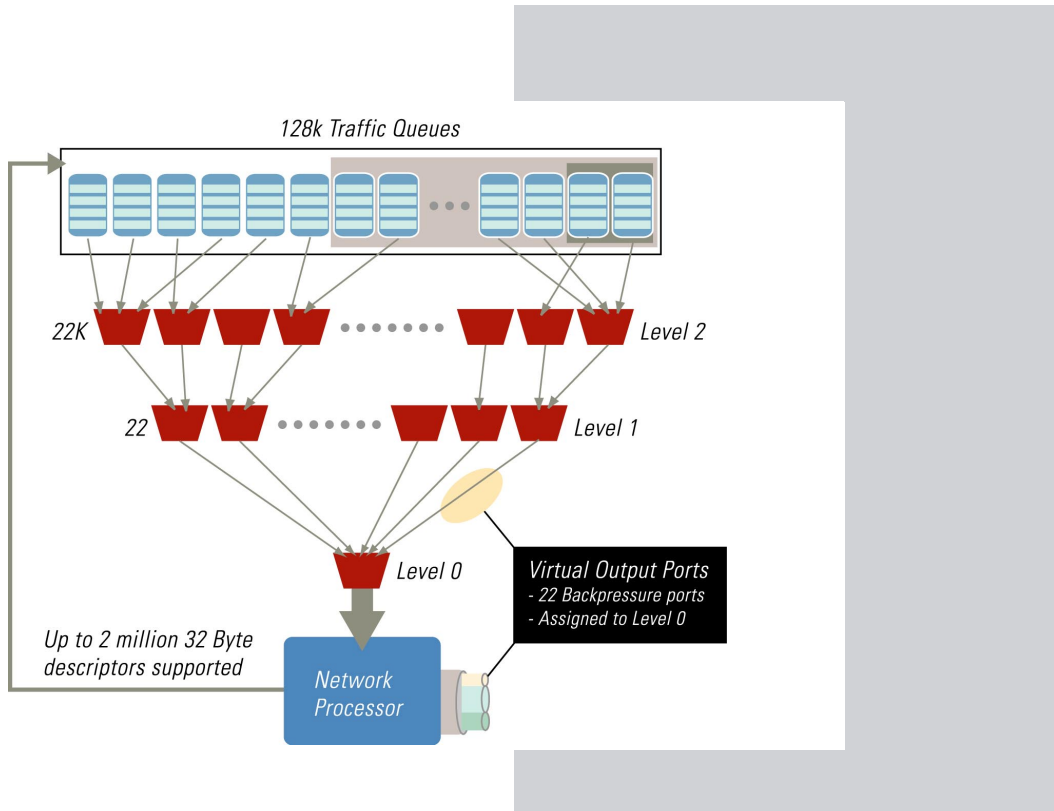 128k Traffic Queues
22K
Level 2
22
Level 1
Level 0
Virtual Output Ports
- 22 Backpressure ports
- Assigned to Level 0
Up to 2 million 32 Byte
descriptors supported
Network
Processor